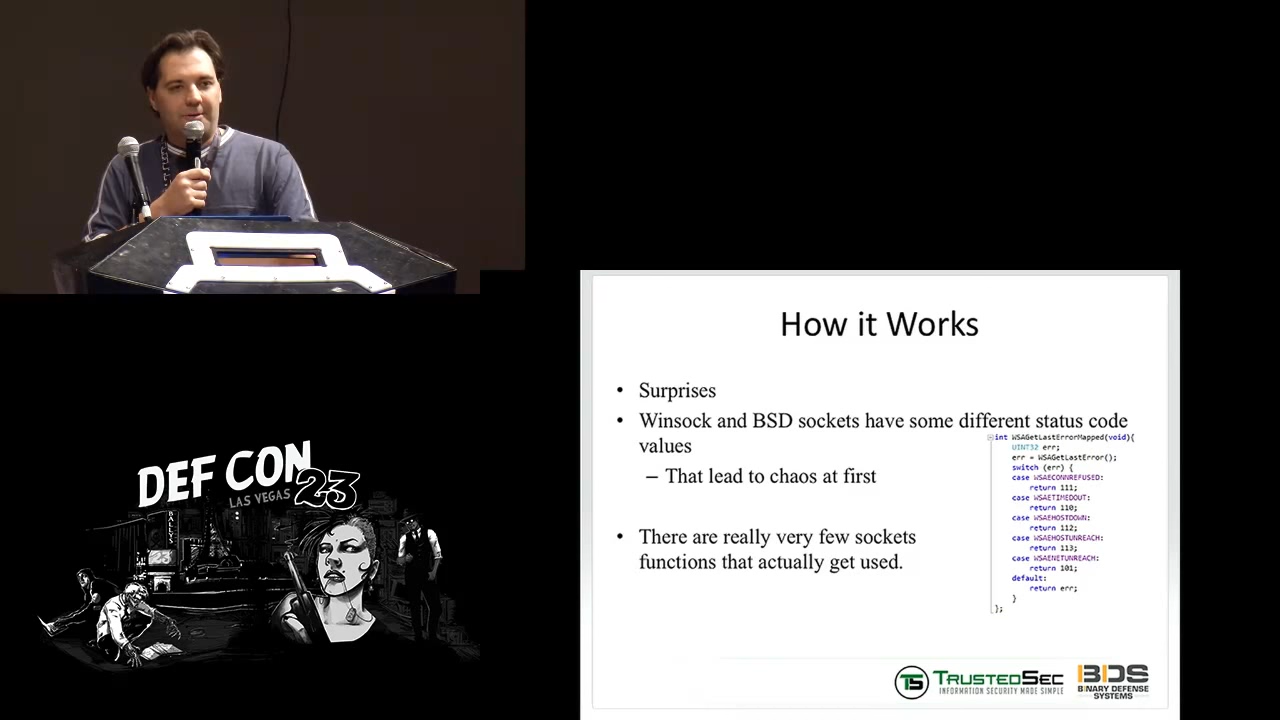 How it Works
• Surprises
• Winsock and BSD sockets have some different status code
values
– That lead to chaos at first
• There are really very few sockets
functions that actually get used.
int WSAGetLastErrorMapped(void){
UINT32 err;
err = WSAGetLastError();
switch (err) {
case WSAECONNREFUSED:
return 111;
case WSAETIMEDOUT:
return 110;
case WSAEHOSTDOWN:
return 112;
case WSAEHOSTUNREACH:
return 113;
case WSAENETUNREACH:
return 101;
default:
return err;
}
};
TS TRUSTEDSEC
INFORMATION SECURITY MADE SIMPLE
BDS
BINARY DEFENSE
SYSTEMS
DEF CON 23
LAS VEGAS
BALLYS